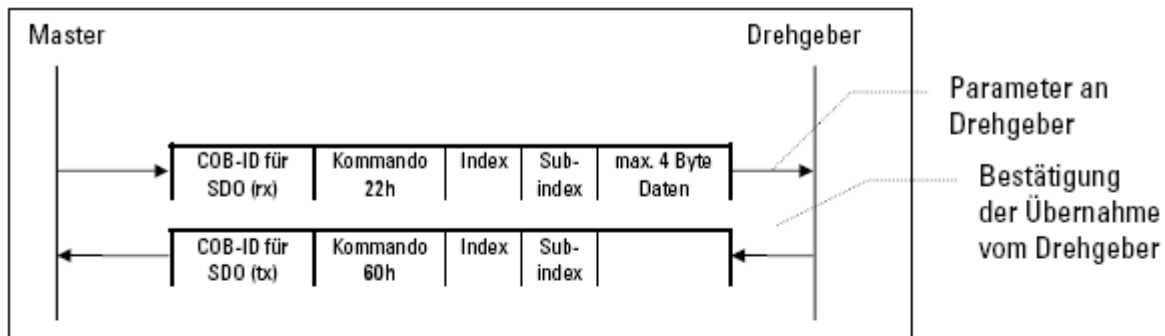 Master
Drehgeber
Parameter an
Drehgeber
COB-ID für
SDO (rx)
Kommando
22h
Index
Sub-
index
max. 4 Byte
Daten
Bestätigung
der Übernahme
vom Drehgeber
COB-ID für
SDO (tx)
Kommando
60h
Index
Sub-
index